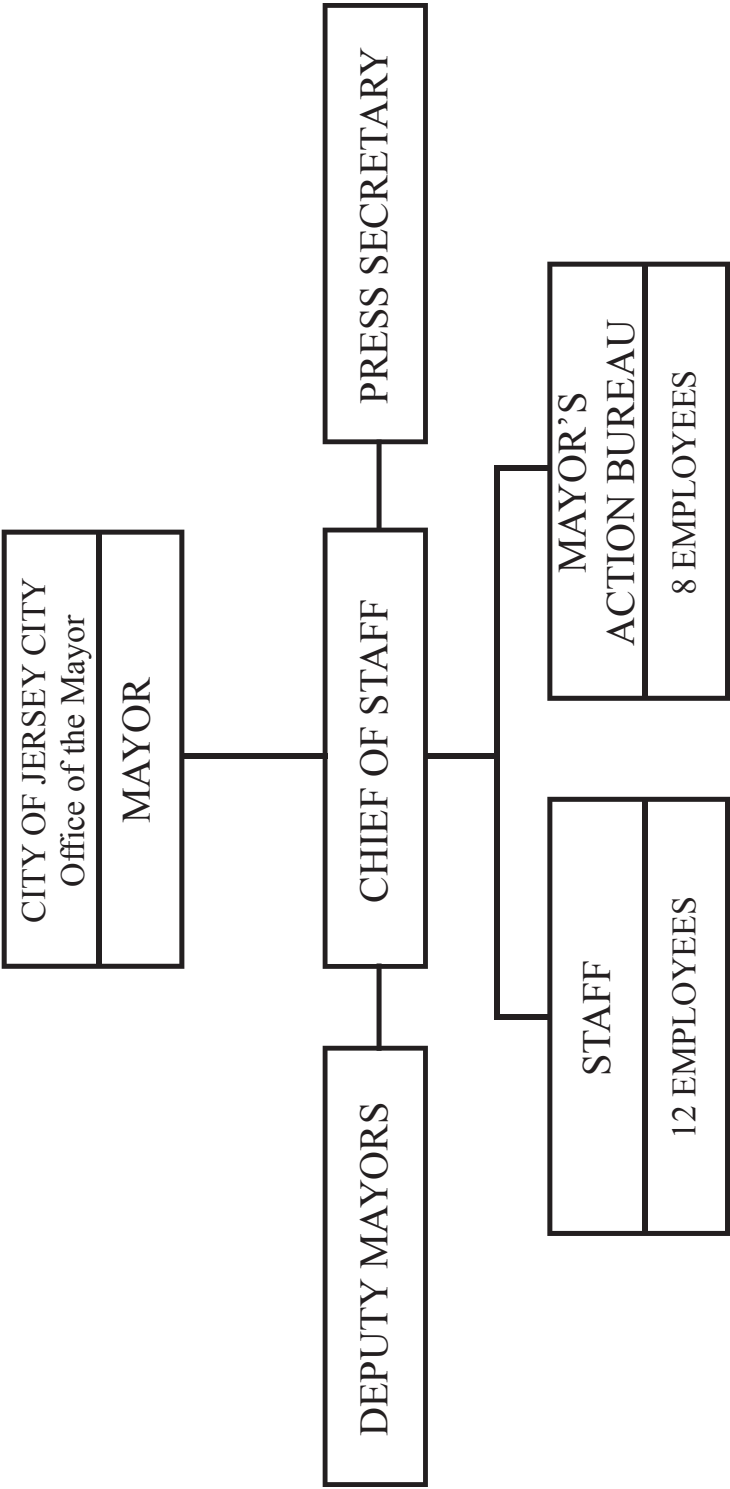 CITY OF JERSEY CITY
Office of the Mayor
MAYOR
DEPUTY MAYORS
CHIEF OF STAFF
PRESS SECRETARY
STAFF
12 EMPLOYEES
MAYOR’S
ACTION BUREAU
8 EMPLOYEES